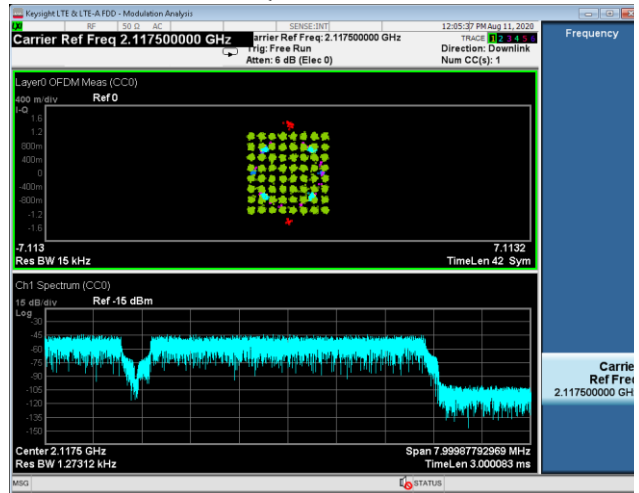 Keysight LTE & LTE-A FDD - Modulation Analysis
RF 50 Ω AC SENSE:INT 12:05:37 PM Aug 11, 2020
Carrier Ref Freq 2.117500000 GHz
arrier Ref Freq: 2.117500000 GHz
Trig: Free Run
Atten: 6 dB (Elec 0)
TRACE 1 2 3 4 5 6
Direction: Downlink
Num CC(s): 1
Frequency
Layer0 OFDM Meas (CC0)
400 m/div Ref 0
I-Q
1.6
1.2
800m
400m
0
-400m
-800m
-1.2
-1.6
-7.113 7.1132
Res BW 15 kHz TimeLen 42 Sym
Ch1 Spectrum (CC0)
15 dB/div Ref -15 dBm
Log
-30
-45
-60
-75
-90
-105
-120
-135
-150
Center 2.1175 GHz Span 7.99987792969 MHz
Res BW 1.27312 kHz TimeLen 3.000083 ms
Carrie
Ref Fred
2.117500000 GH
MSG STATUS